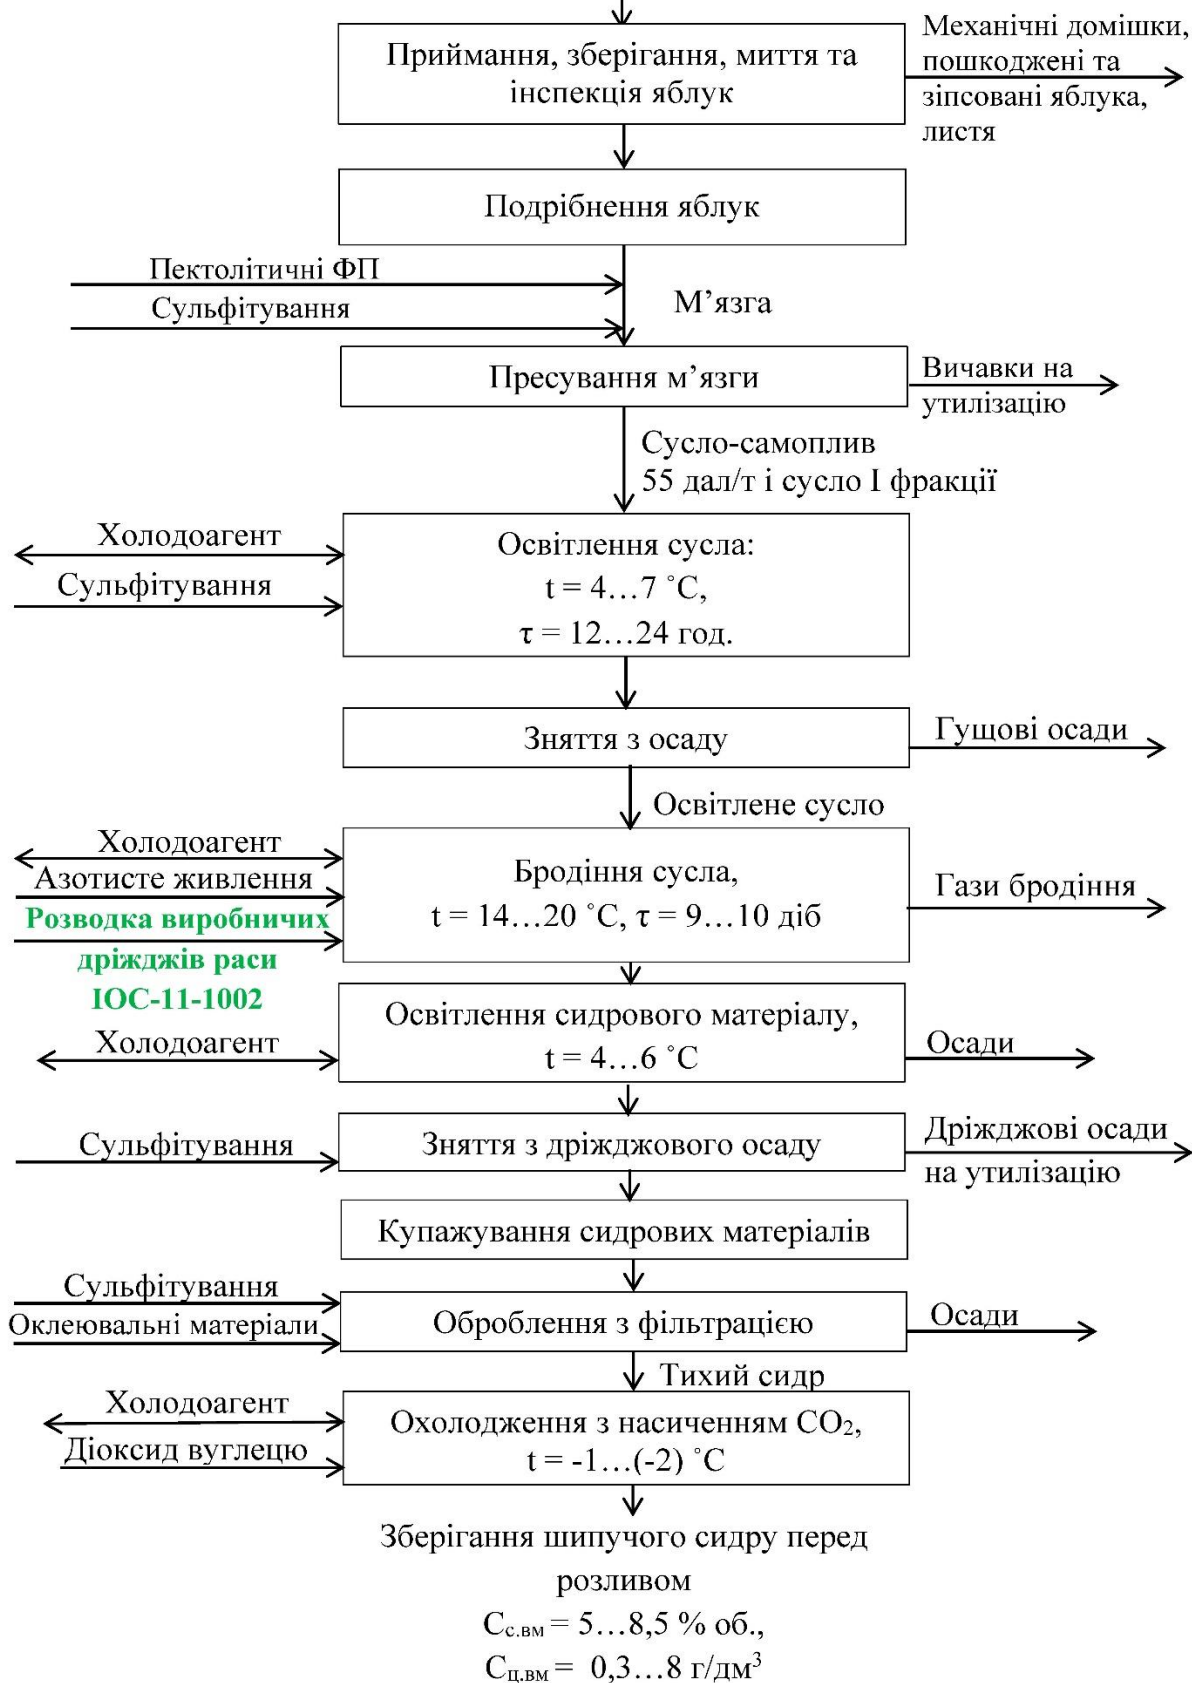 Приймання, зберігання, миття та
інспекція яблук
Механічні домішки,
пошкоджені та
зіпсовані яблука,
листя
Подрібнення яблук
Пектолітичні ФП
Сульфітування
М’язга
Пресування м’язги
Вичавки на
утилізацію
Сусло-самоплив
55 дал/т і сусло І фракції
Холодоагент
Сульфітування
Освітлення сусла:
t = 4…7 ˚С,
τ = 12…24 год.
Зняття з осаду
Гущові осади
Освітлене сусло
Холодоагент
Азотисте живлення
Розводка виробничих
дріжджів раси
ІОС-11-1002
Бродіння сусла,
t = 14…20 ˚С, τ = 9…10 діб
Гази бродіння
Освітлення сидрового матеріалу,
t = 4…6 ˚С
Холодоагент
Осади
Сульфітування
Зняття з дріжджового осаду
Дріжджові осади
на утилізацію
Купажування сидрових матеріалів
Сульфітування
Оклеювальні матеріали
Оброблення з фільтрацією
Осади
Тихий сидр
Холодоагент
Діоксид вуглецю
Охолодження з насиченням СО₂,
t = -1…(-2) ˚С
Зберігання шипучого сидру перед
розливом
Сс.вм = 5…8,5 % об.,
Сц.вм = 0,3…8 г/дм³